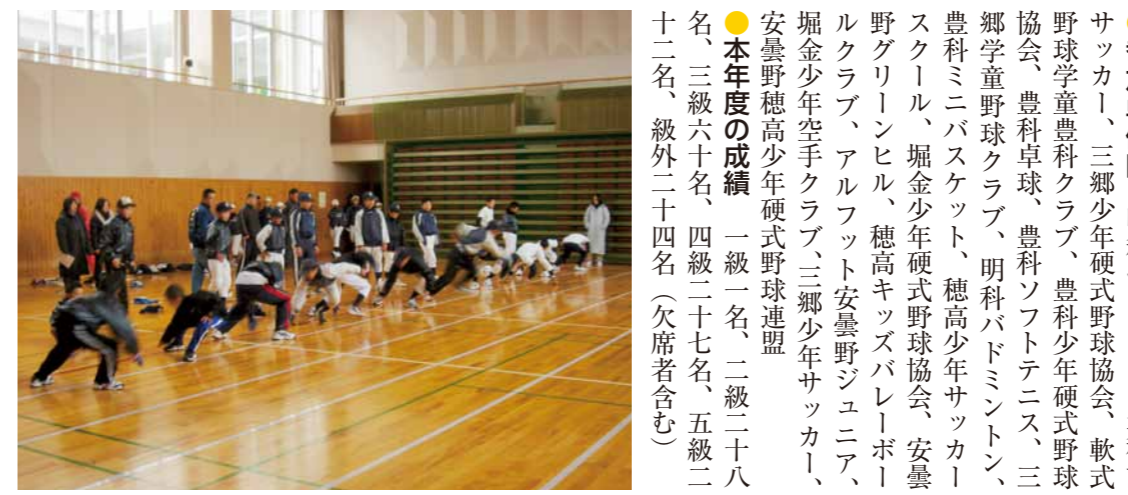 サッカー、三郷少年硬式野球協会、軟式
野球学童豊科クラブ、豊科少年硬式野球
協会、豊科卓球、豊科ソフトテニス、三
郷学童野球クラブ、明科バドミントン、
豊科ミニバスケット、穂高少年サッカー
スクール、堀金少年硬式野球協会、安曇
野グリーンヒル、穂高キッズバレーボー
ルクラブ、アルフット安曇野ジュニア、
堀金少年空手クラブ、三郷少年サッカー、
安曇野穂高少年硬式野球連盟
●本年度の成績 一級一名、二級二十八
名、三級六十名、四級二十七名、五級二
十二名、級外二十四名（欠席者含む）